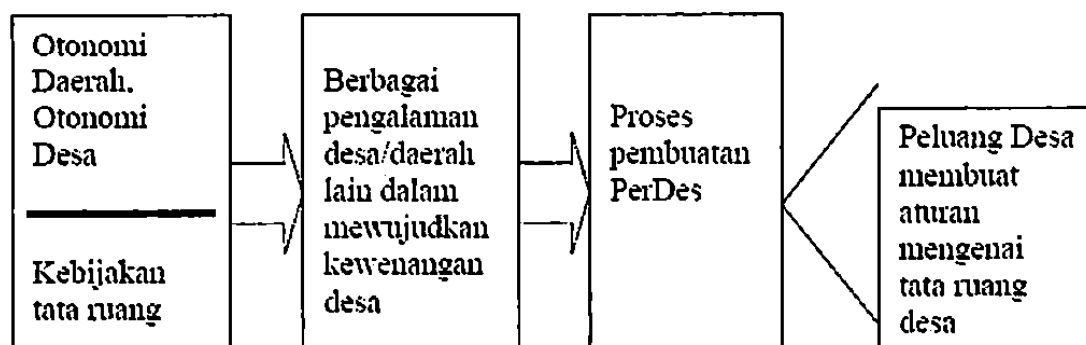 Otonomi
Daerah.
Otonomi
Desa
Kebijakan
tata ruang
Berbagai
pengalaman
desa/daerah
lain dalam
mewujudkan
kewenangan
desa
Proses
pembuatan
PerDes
Peluang Desa
membuat
aturan
mengenai
tata ruang
desa